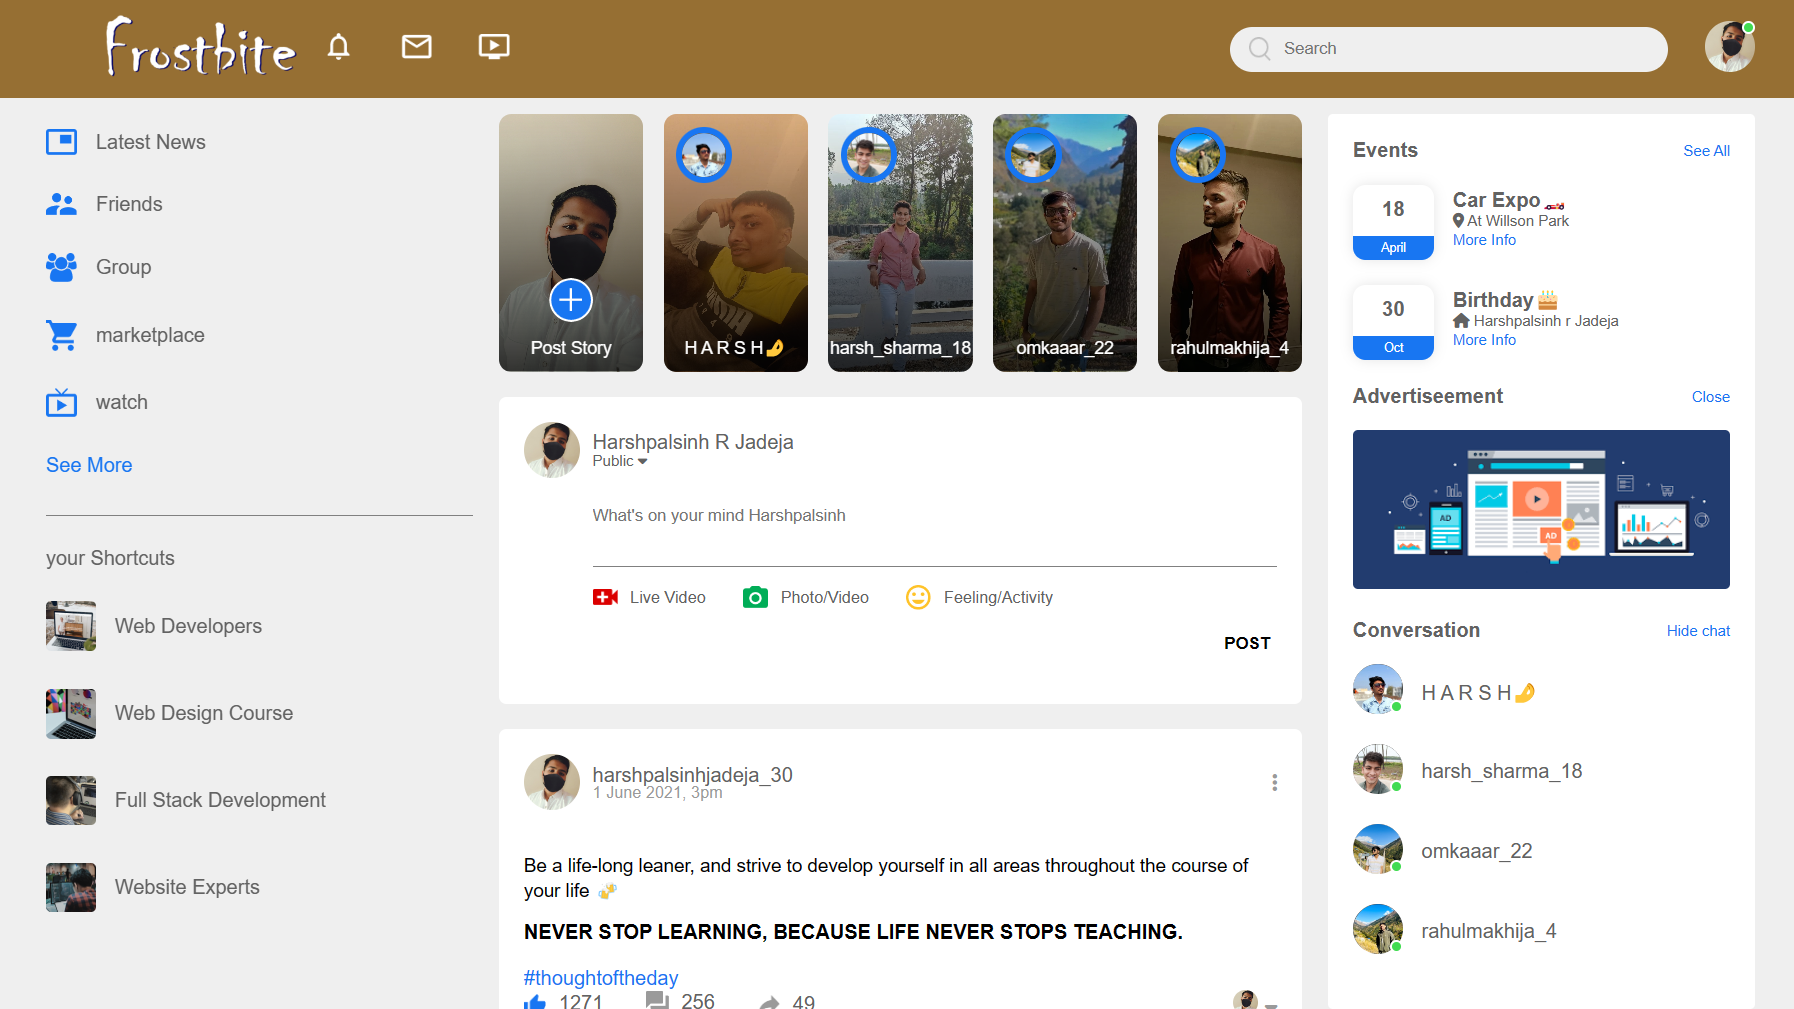 Frostbite
Search
Latest News
Friends
Group
marketplace
watch
See More
your Shortcuts
Web Developers
Web Design Course
Full Stack Development
Website Experts
Post Story
H A R S H🤌
harsh_sharma_18
omkaaar_22
rahulmakhija_4
Harshpalsinh R Jadeja
Public
What's on your mind Harshpalsinh
Live Video
Photo/Video
Feeling/Activity
POST
harshpalsinhjadeja_30
1 June 2021, 3pm
Be a life-long leaner, and strive to develop yourself in all areas throughout the course of
your life
NEVER STOP LEARNING, BECAUSE LIFE NEVER STOPS TEACHING.
#thoughtoftheday
1271
256
49
Events
See All
18
April
Car Expo🏎️
At Willson Park
More Info
30
Oct
Birthday🎂
Harshpalsinh r Jadeja
More Info
Advertiseement
Close
AD
AD
Conversation
Hide chat
H A R S H🤌
harsh_sharma_18
omkaaar_22
rahulmakhija_4